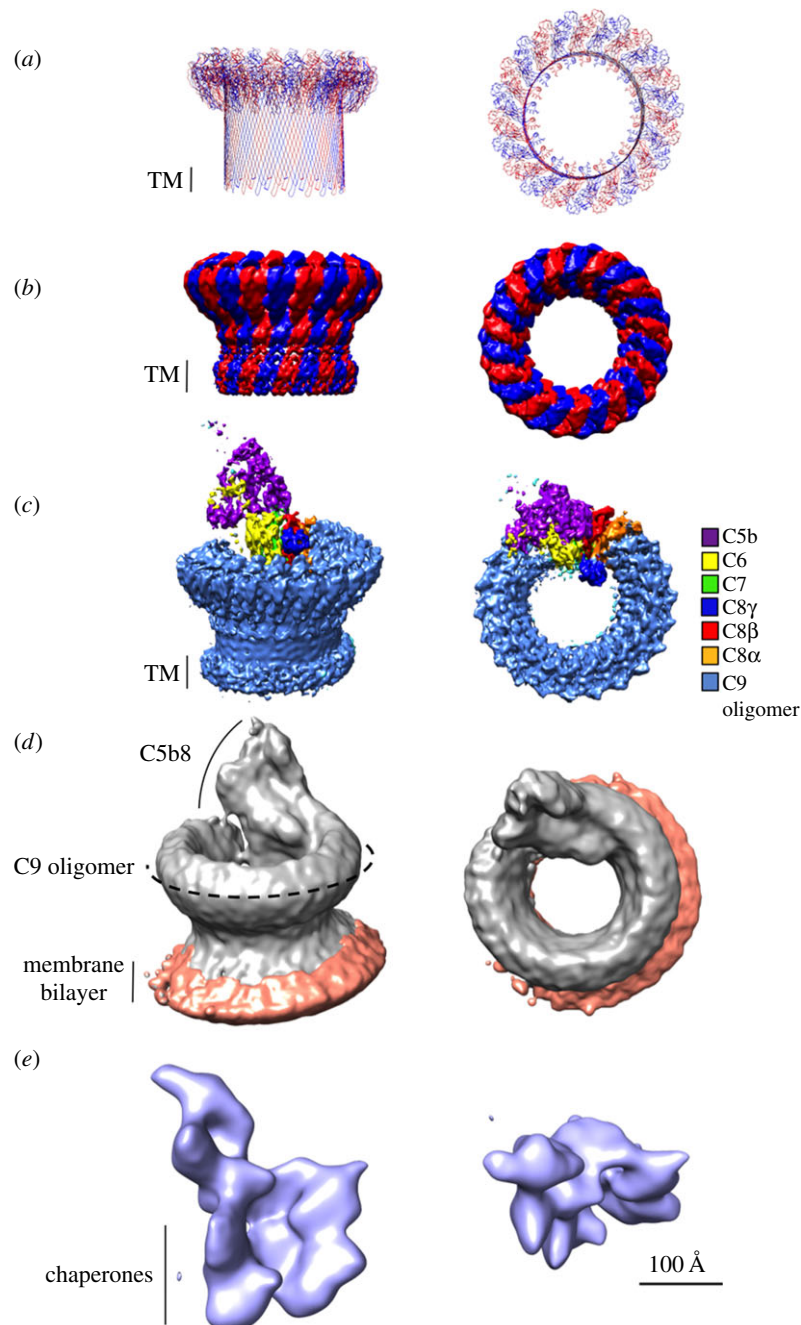 (a)
TM
(b)
TM
(c)
TM
C5b
C6
C7
C8γ
C8β
C8α
C9
oligomer
(d)
C5b8
C9 oligomer
membrane
bilayer
(e)
chaperones
100 Å